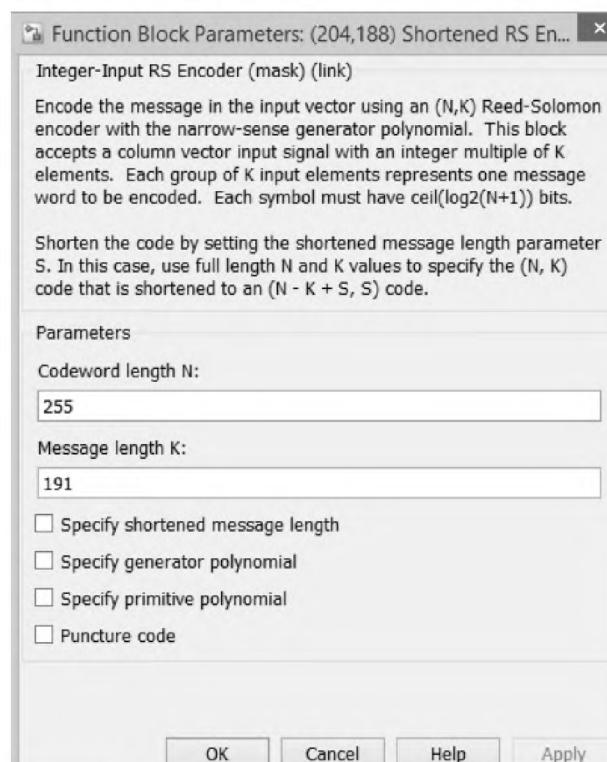 Function Block Parameters: (204,188) Shortened RS En...
Integer-Input RS Encoder (mask) (link)
Encode the message in the input vector using an (N,K) Reed-Solomon
encoder with the narrow-sense generator polynomial. This block
accepts a column vector input signal with an integer multiple of K
elements. Each group of K input elements represents one message
word to be encoded. Each symbol must have ceil(log2(N+1)) bits.
Shorten the code by setting the shortened message length parameter
S. In this case, use full length N and K values to specify the (N, K)
code that is shortened to an (N - K + S, S) code.
Parameters
Codeword length N:
255
Message length K:
191
Specify shortened message length
Specify generator polynomial
Specify primitive polynomial
Puncture code
OK Cancel Help Apply